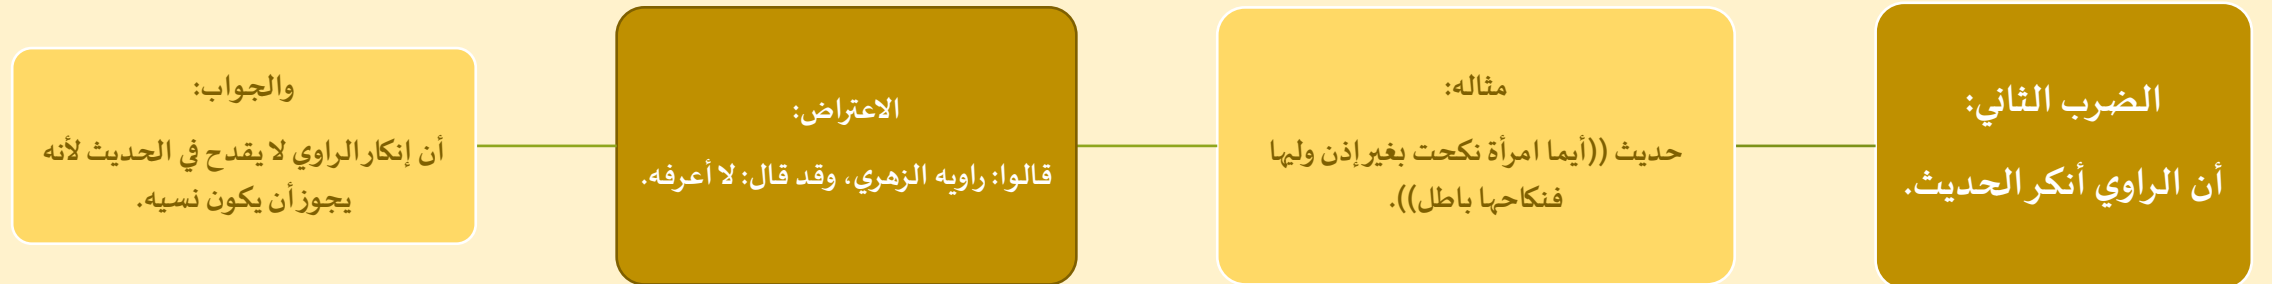 الضرب الثاني:
أن الراوي أنكر الحديث.
مثاله:
حديث ((أيما امرأة نكحت بغير إذن وليها
فنكاحها باطل)).
الاعتراض:
قالوا: راويه الزهري، وقد قال: لا أعرفه.
والجواب:
أن إنكار الراوي لا يقدح في الحديث لأنه
يجوز أن يكون نسيه.